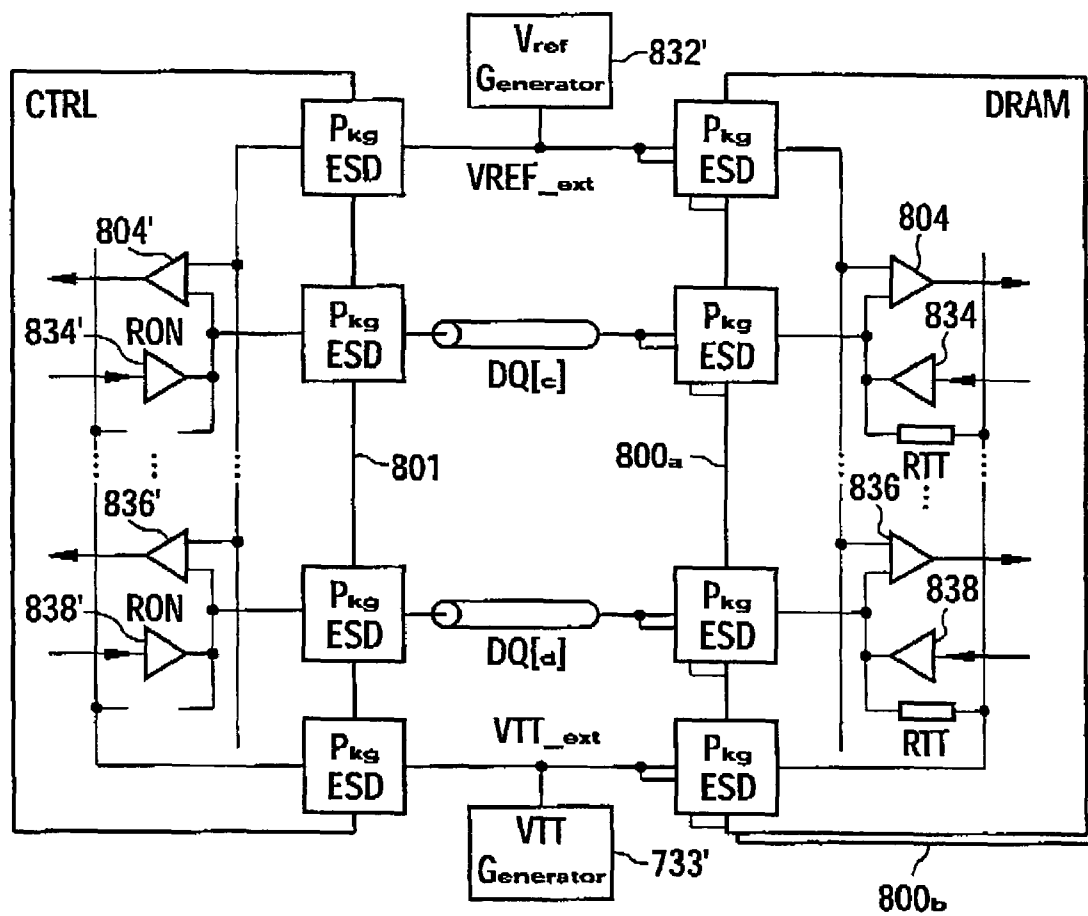 Vref
Generator
832'
CTRL
DRAM
Pkg
ESD
Pkg
ESD
VREF_ext
804'
804
834'
RON
Pkg
ESD
DQ[c]
Pkg
ESD
834
RTT
801
800a
836'
836
838'
RON
Pkg
ESD
DQ[d]
Pkg
ESD
838
RTT
Pkg
ESD
VTT_ext
Pkg
ESD
VTT
Generator
733'
800b